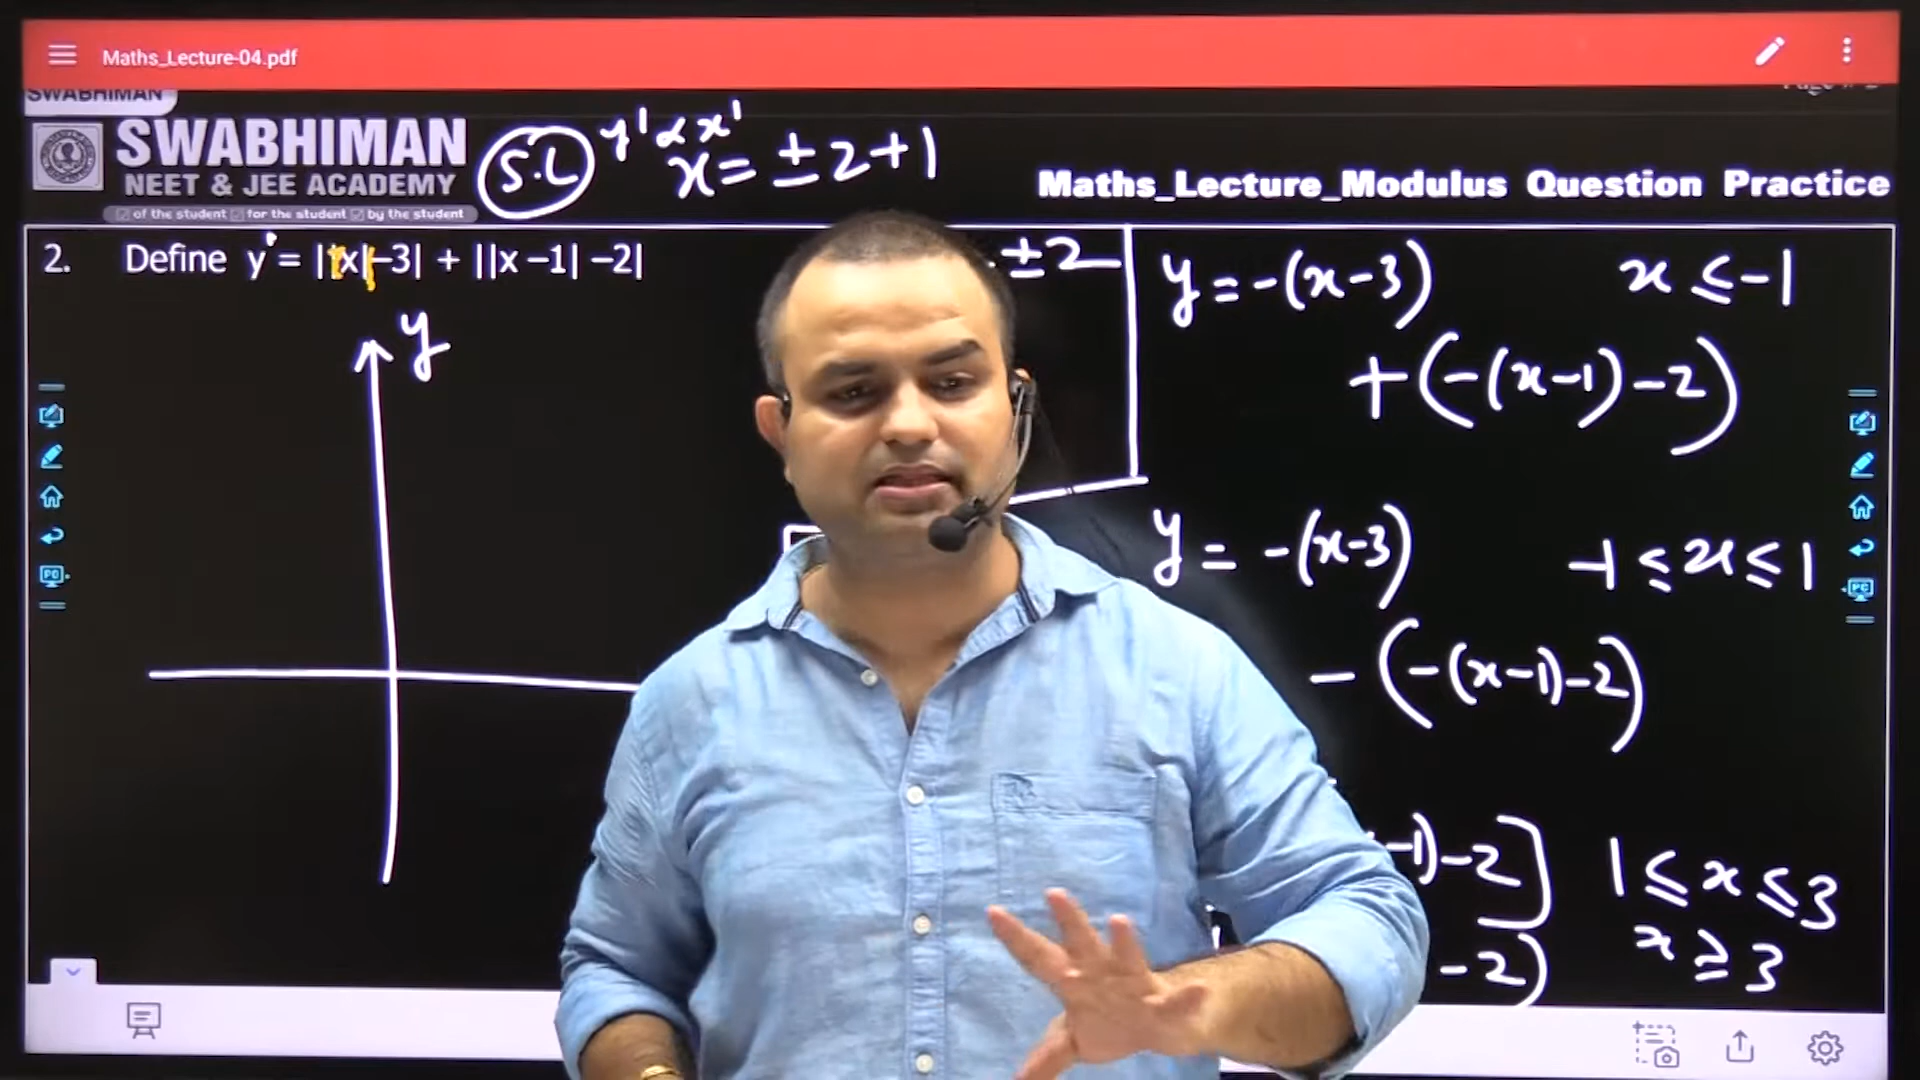 Maths_Lecture-04.pdf
SWABHIMAN
SWABHIMAN
NEET & JEE ACADEMY
of the student for the student by the student
S.L
y' < x'
x = ± 2 + 1
Maths_Lecture_Modulus Question Practice
2. Define y = ||x|-3| + ||x-1| -2|
± 2
y
y = -(x-3) x ≤ -1
+ (-(x-1)-2)
y = -(x-3) -1 ≤ x ≤ 1
- (-(x-1)-2)
-1)-2] 1 ≤ x ≤ 3
-2) x ≥ 3